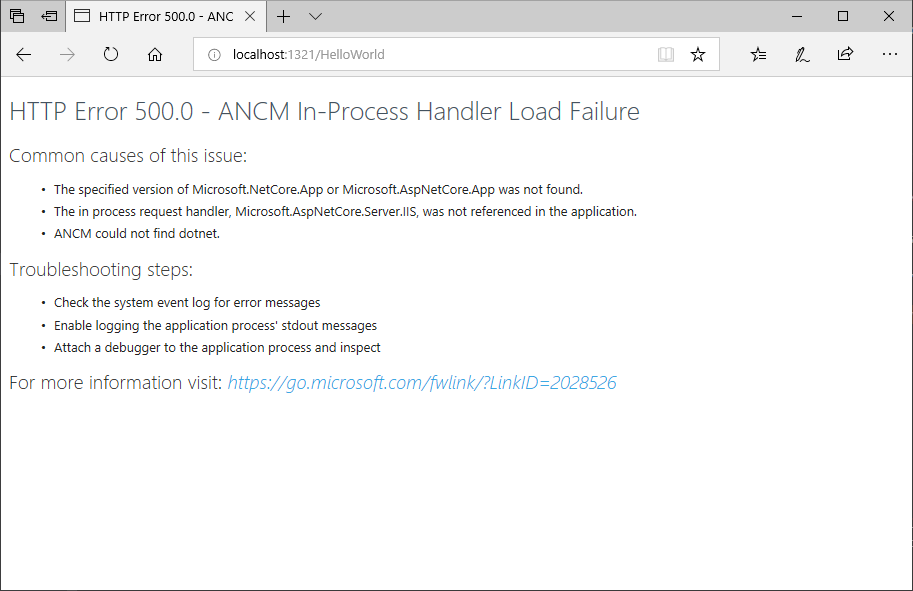 HTTP Error 500.0 - ANC
localhost:1321/HelloWorld
HTTP Error 500.0 - ANCM In-Process Handler Load Failure
Common causes of this issue:
• The specified version of Microsoft.NetCore.App or Microsoft.AspNetCore.App was not found.
• The in process request handler, Microsoft.AspNetCore.Server.IIS, was not referenced in the application.
• ANCM could not find dotnet.
Troubleshooting steps:
• Check the system event log for error messages
• Enable logging the application process' stdout messages
• Attach a debugger to the application process and inspect
For more information visit: https://go.microsoft.com/fwlink/?LinkID=2028526